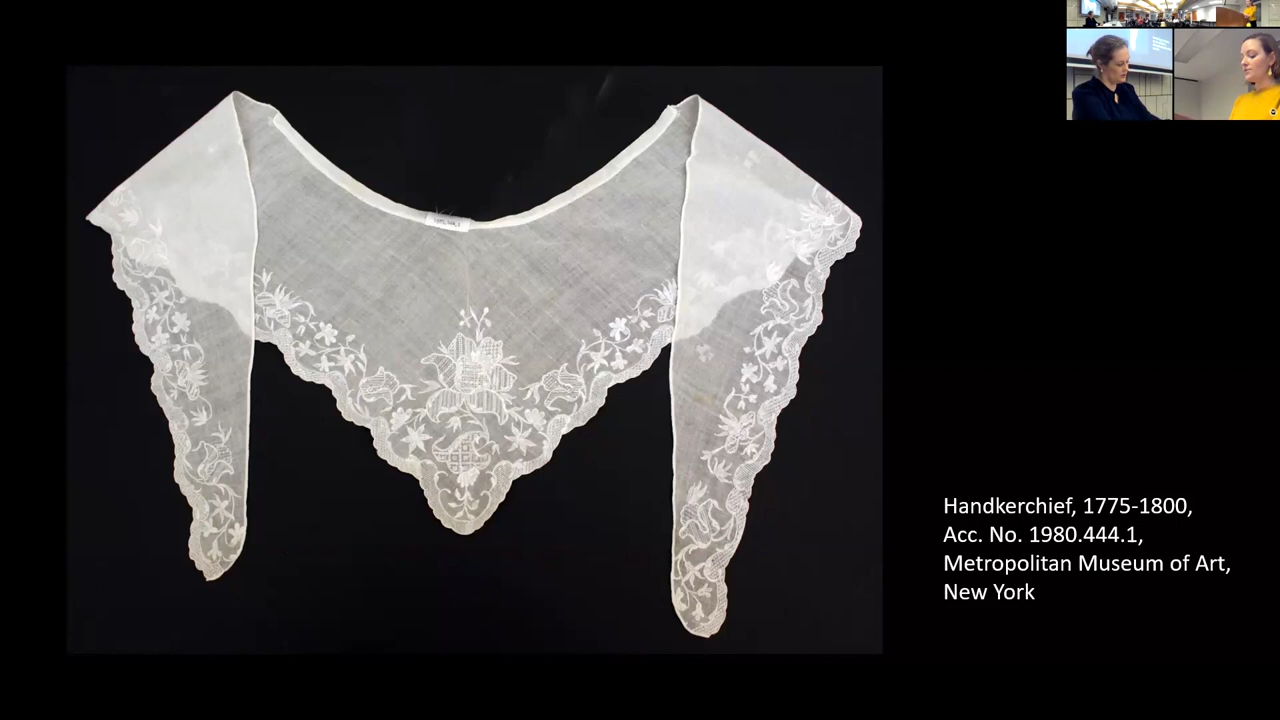 Handkerchief, 1775-1800,
Acc. No. 1980.444.1,
Metropolitan Museum of Art,
New York